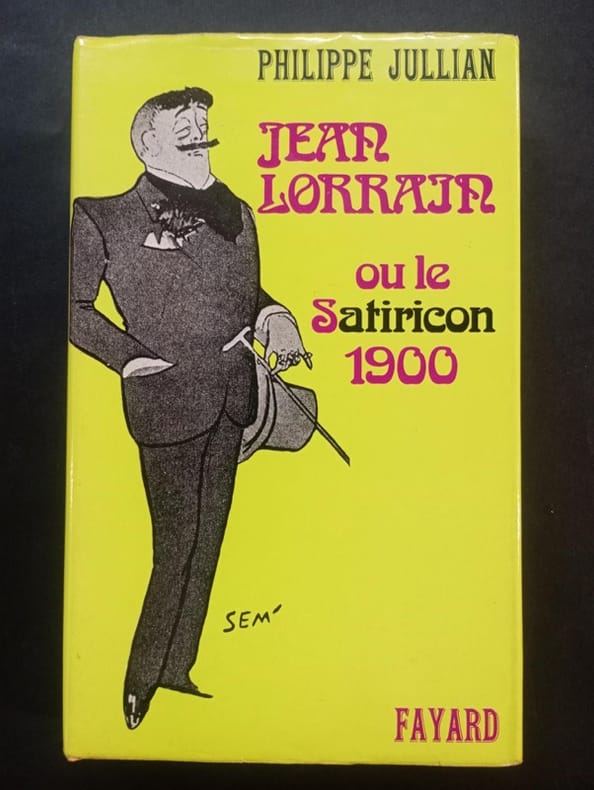 PHILIPPE JULLIAN
JEAN
LORRAIN
ou le
Satiricon
1900
SEM
FAYARD